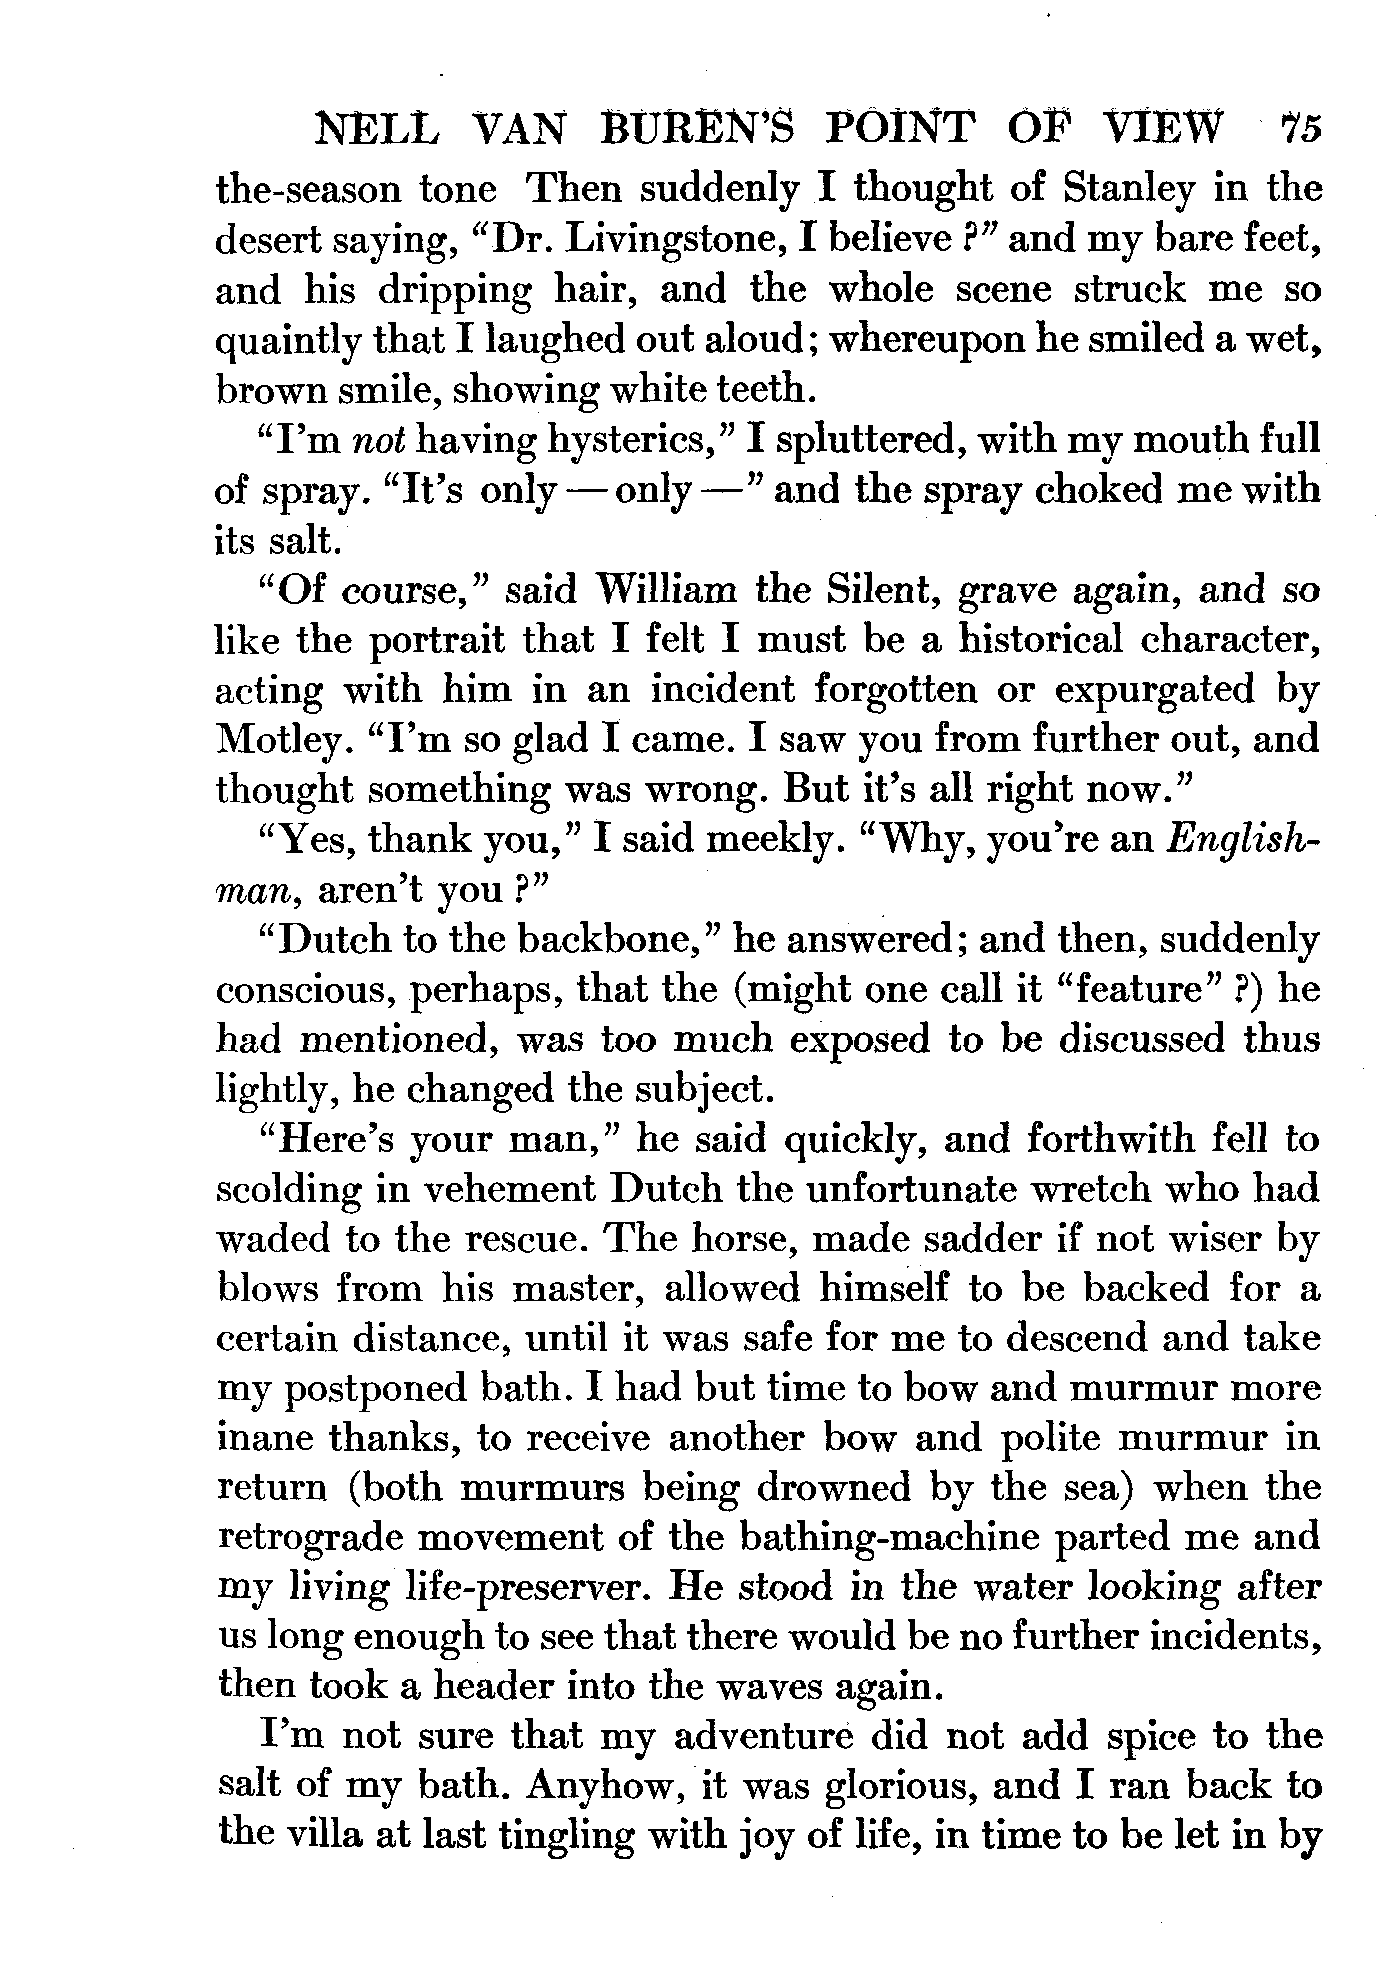 NELL VAN BUREN'S POINT OF VIEW 75
the-season tone Then suddenly I thought of Stanley in the
desert saying, “Dr. Livingstone, I believe ?” and my bare feet,
and his dripping hair, and the whole scene struck me so
quaintly that I laughed out aloud; whereupon he smiled a wet,
brown smile, showing white teeth.
“I'm not having hysterics,” I spluttered, with my mouth full
of spray. “It's only — only —” and the spray choked me with
its salt.
“Of course,” said William the Silent, grave again, and so
like the portrait that I felt I must be a historical character,
acting with him in an incident forgotten or expurgated by
Motley. “I'm so glad I came. I saw you from further out, and
thought something was wrong. But it's all right now.”
“Yes, thank you,” I said meekly. “Why, you're an English-
man, aren't you ?”
“Dutch to the backbone,” he answered; and then, suddenly
conscious, perhaps, that the (might one call it “feature” ?) he
had mentioned, was too much exposed to be discussed thus
lightly, he changed the subject.
“Here's your man,” he said quickly, and forthwith fell to
scolding in vehement Dutch the unfortunate wretch who had
waded to the rescue. The horse, made sadder if not wiser by
blows from his master, allowed himself to be backed for a
certain distance, until it was safe for me to descend and take
my postponed bath. I had but time to bow and murmur more
inane thanks, to receive another bow and polite murmur in
return (both murmurs being drowned by the sea) when the
retrograde movement of the bathing-machine parted me and
my living life-preserver. He stood in the water looking after
us long enough to see that there would be no further incidents,
then took a header into the waves again.
I'm not sure that my adventure did not add spice to the
salt of my bath. Anyhow, it was glorious, and I ran back to
the villa at last tingling with joy of life, in time to be let in by